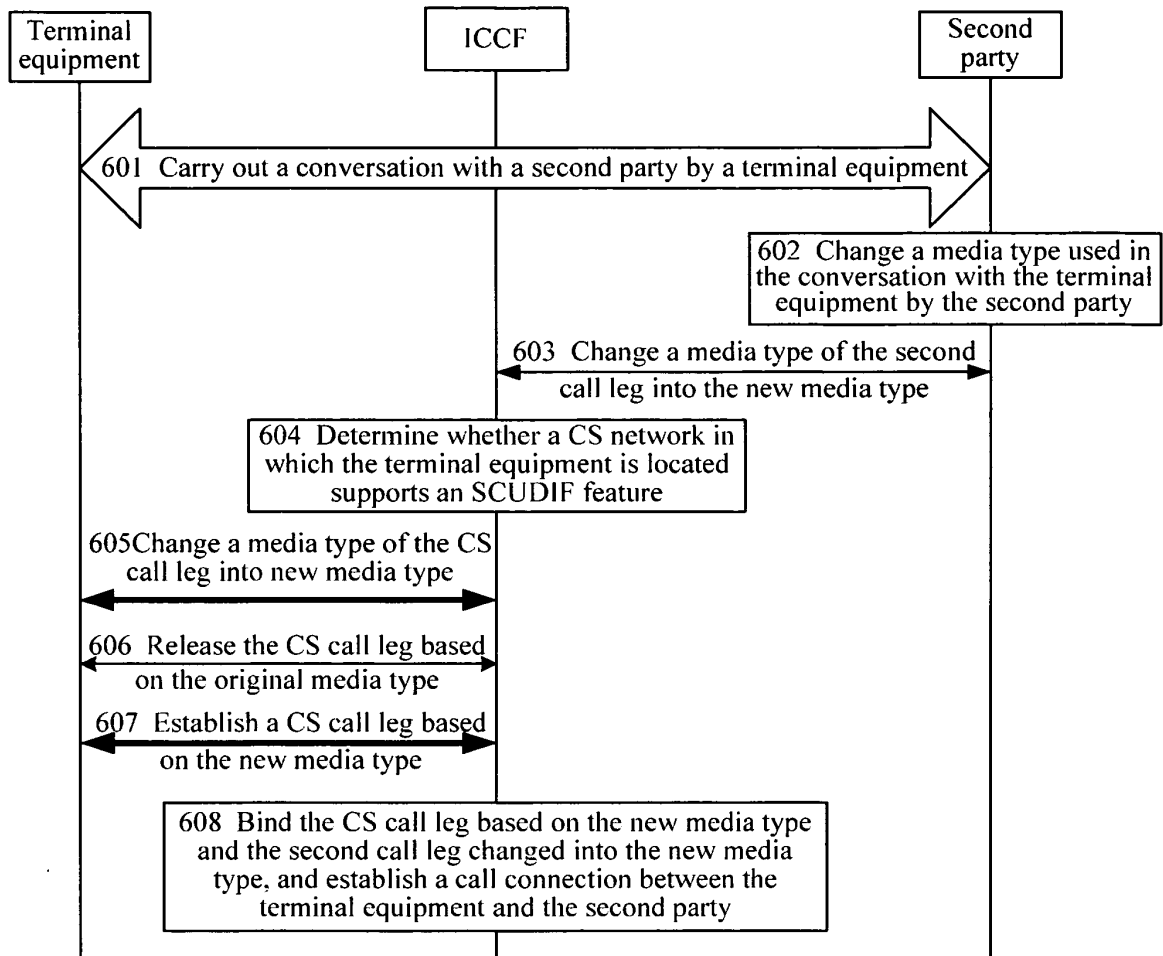 Terminal
equipment
ICCF
Second
party
601 Carry out a conversation with a second party by a terminal equipment
602 Change a media type used in
the conversation with the terminal
equipment by the second party
603 Change a media type of the second
call leg into the new media type
604 Determine whether a CS network in
which the terminal equipment is located
supports an SCUDIF feature
605Change a media type of the CS
call leg into new media type
606 Release the CS call leg based
on the original media type
607 Establish a CS call leg based
on the new media type
608 Bind the CS call leg based on the new media type
and the second call leg changed into the new media
type, and establish a call connection between the
terminal equipment and the second party